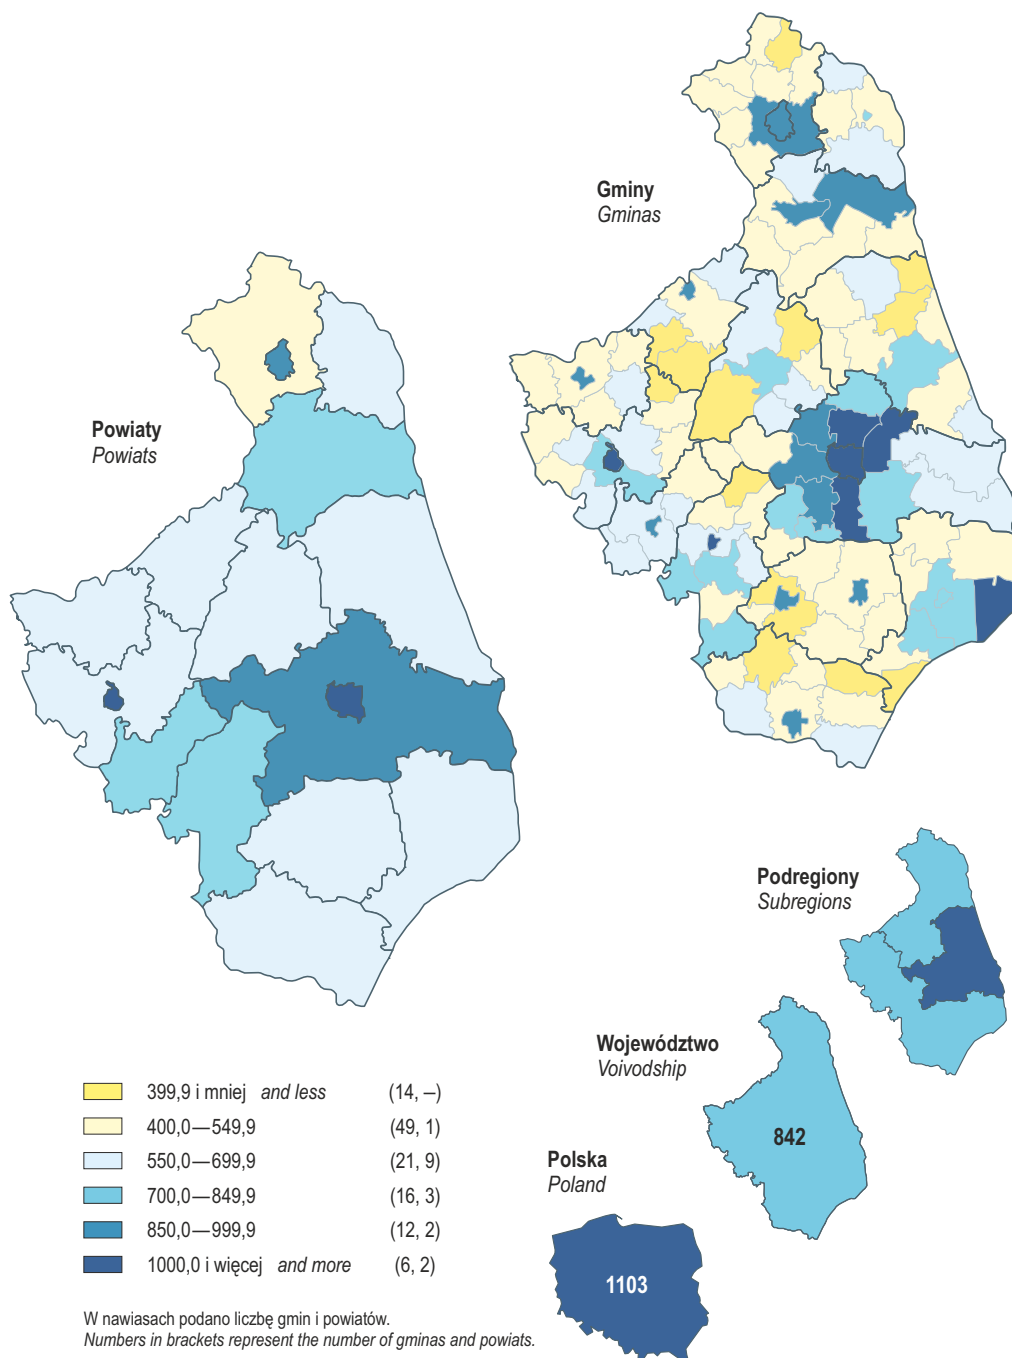 Gminy
Gminas
Powiaty
Powiats
Podregiony
Subregions
Województwo
Voivodship
842
Polska
Poland
1103
399,9 i mniej and less (14, –)
400,0—549,9 (49, 1)
550,0—699,9 (21, 9)
700,0—849,9 (16, 3)
850,0—999,9 (12, 2)
1000,0 i więcej and more (6, 2)
W nawiasach podano liczbę gmin i powiatów.
Numbers in brackets represent the number of gminas and powiats.